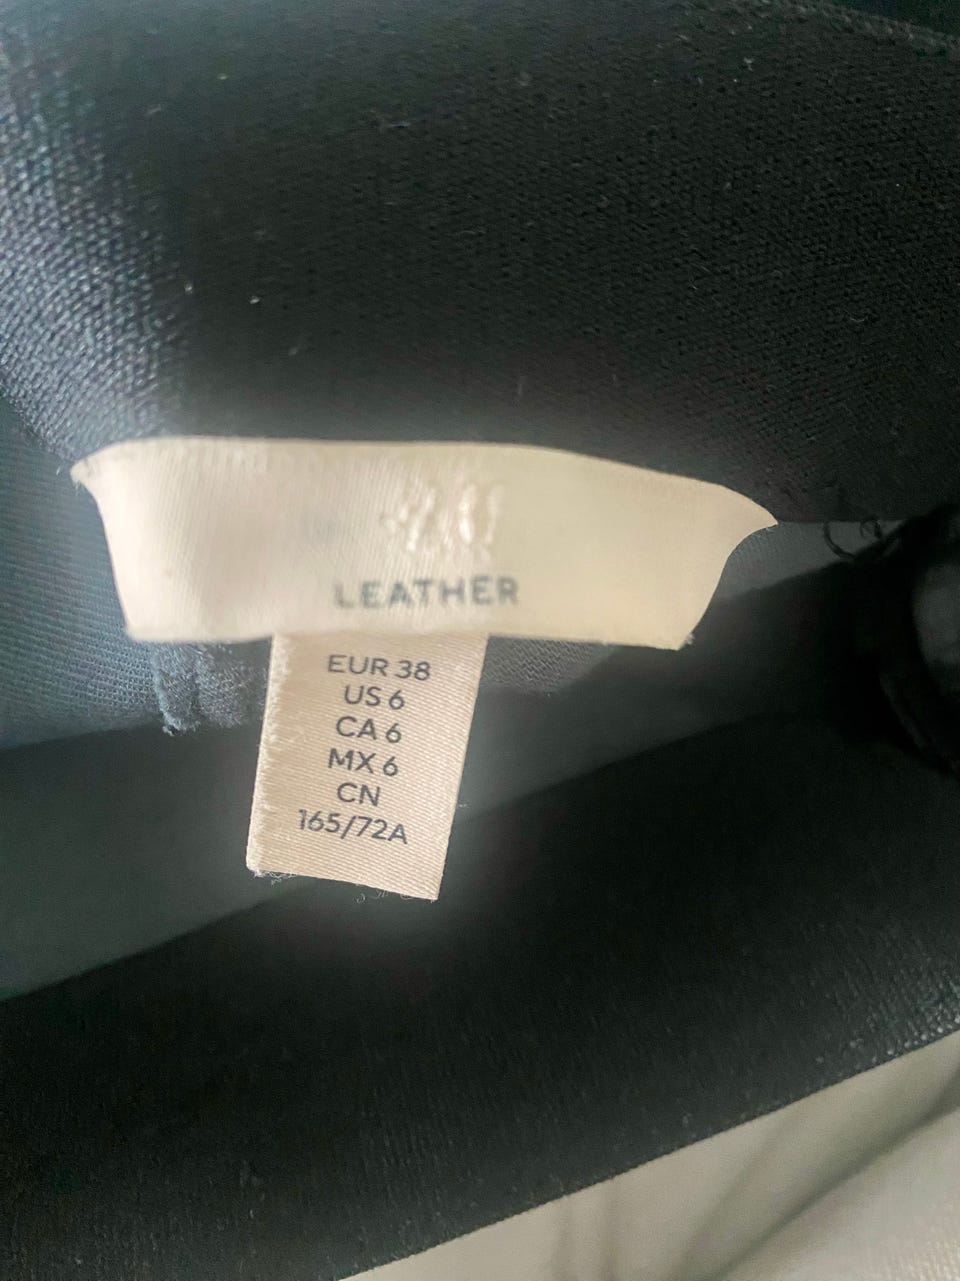 LEATHER
EUR 38
US 6
CA 6
MX 6
CN
165/72A